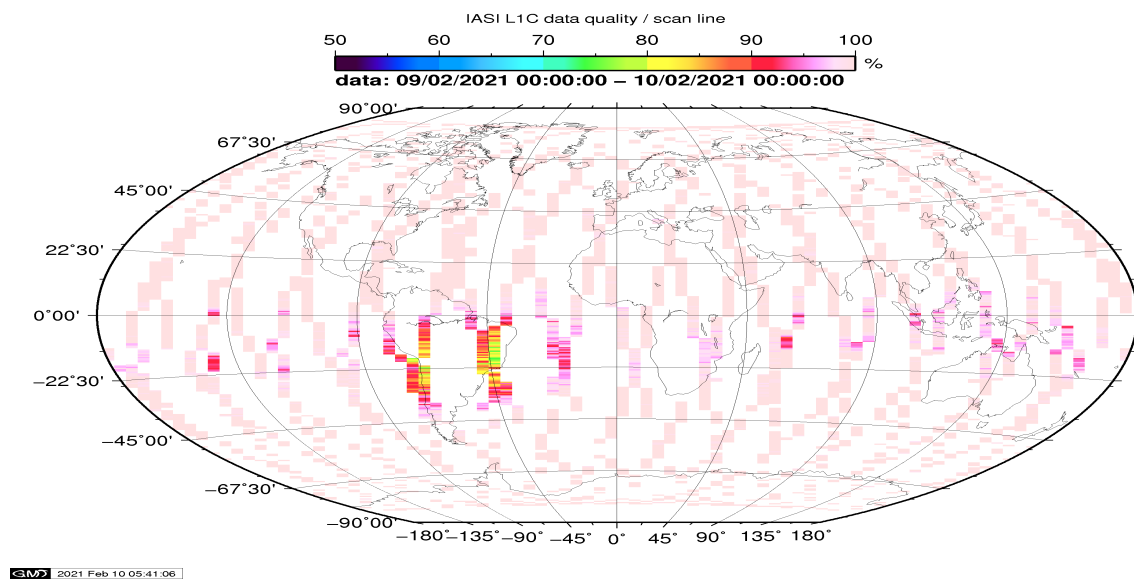 IASI L1C data quality / scan line
50 60 70 80 90 100
%
data: 09/02/2021 00:00:00 – 10/02/2021 00:00:00
90°00'
67°30'
45°00'
22°30'
0°00'
−22°30'
−45°00'
−67°30'
−90°00'
−180° −135° −90° −45° 0° 45° 90° 135° 180°
GMT 2021 Feb 10 05:41:06